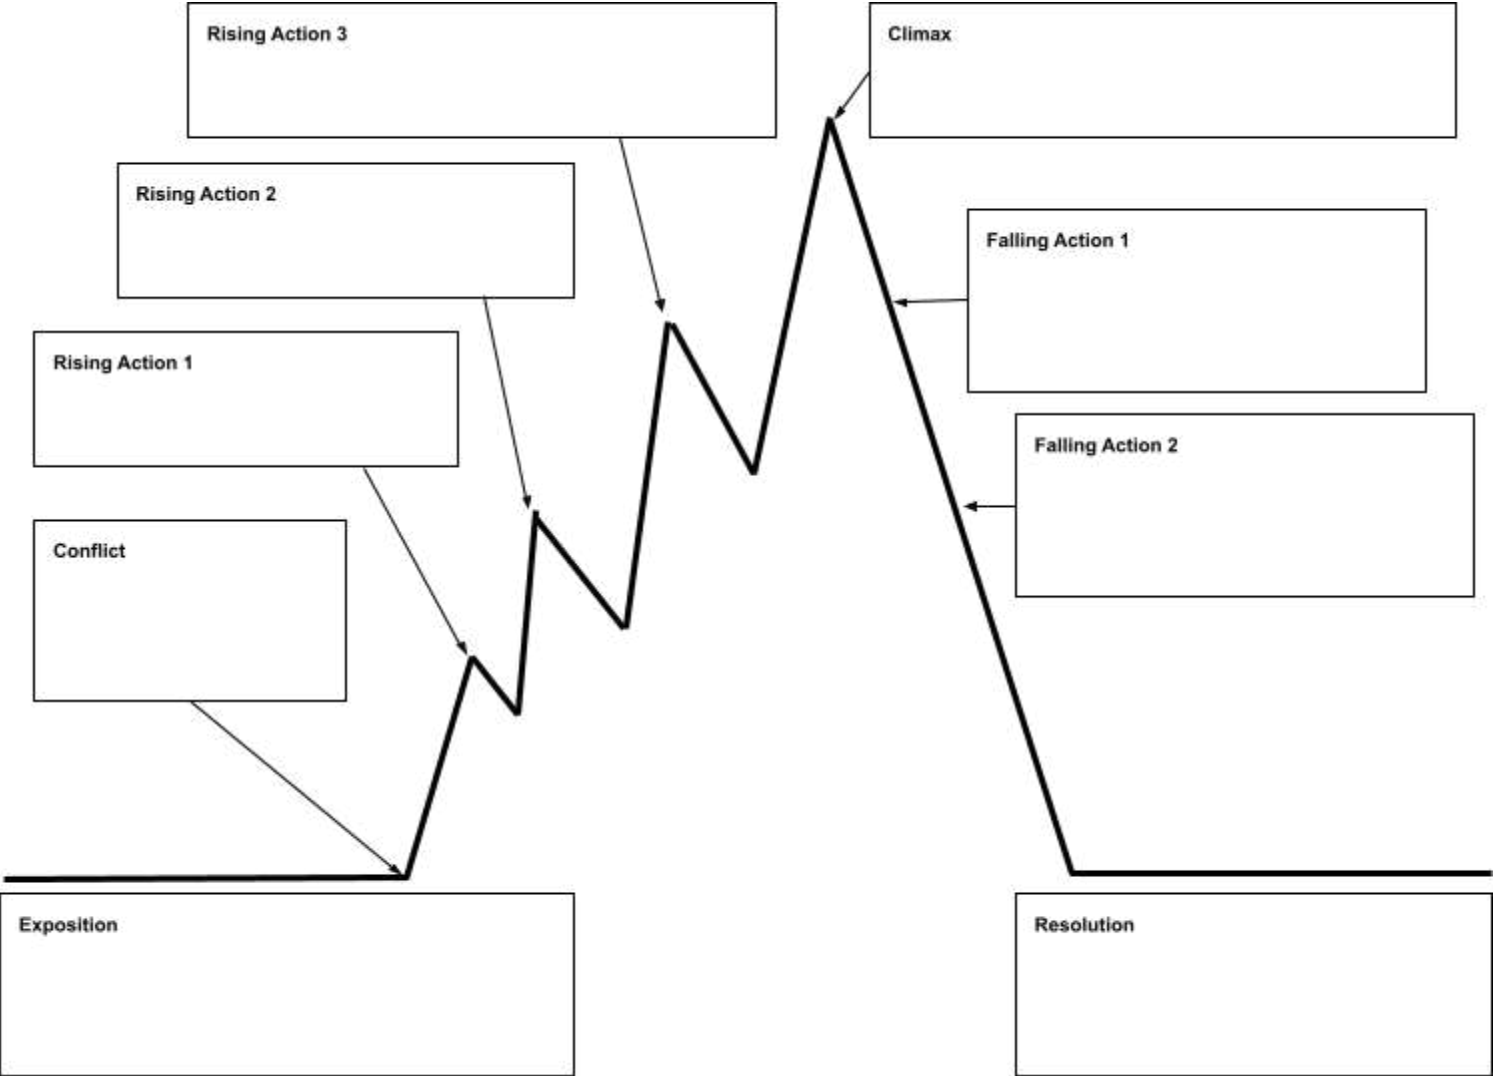 Rising Action 3
Climax
Rising Action 2
Falling Action 1
Rising Action 1
Falling Action 2
Conflict
Exposition
Resolution